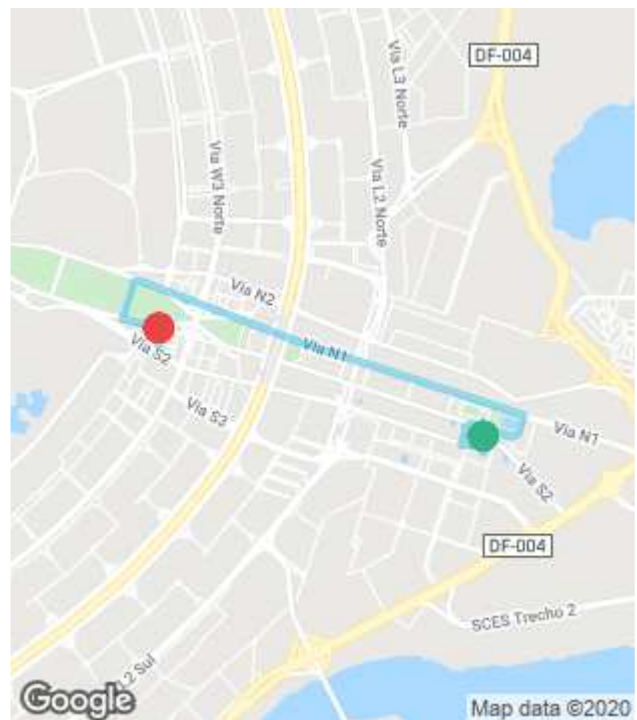 DF-004
Via L3 Norte
Via W3 Norte
Via L2 Norte
Via N2
Via N1
Via S2
Via S3
Via N1
Via S2
DF-004
SCES Trecho 2
L2 Sul
Google
Map data ©2020